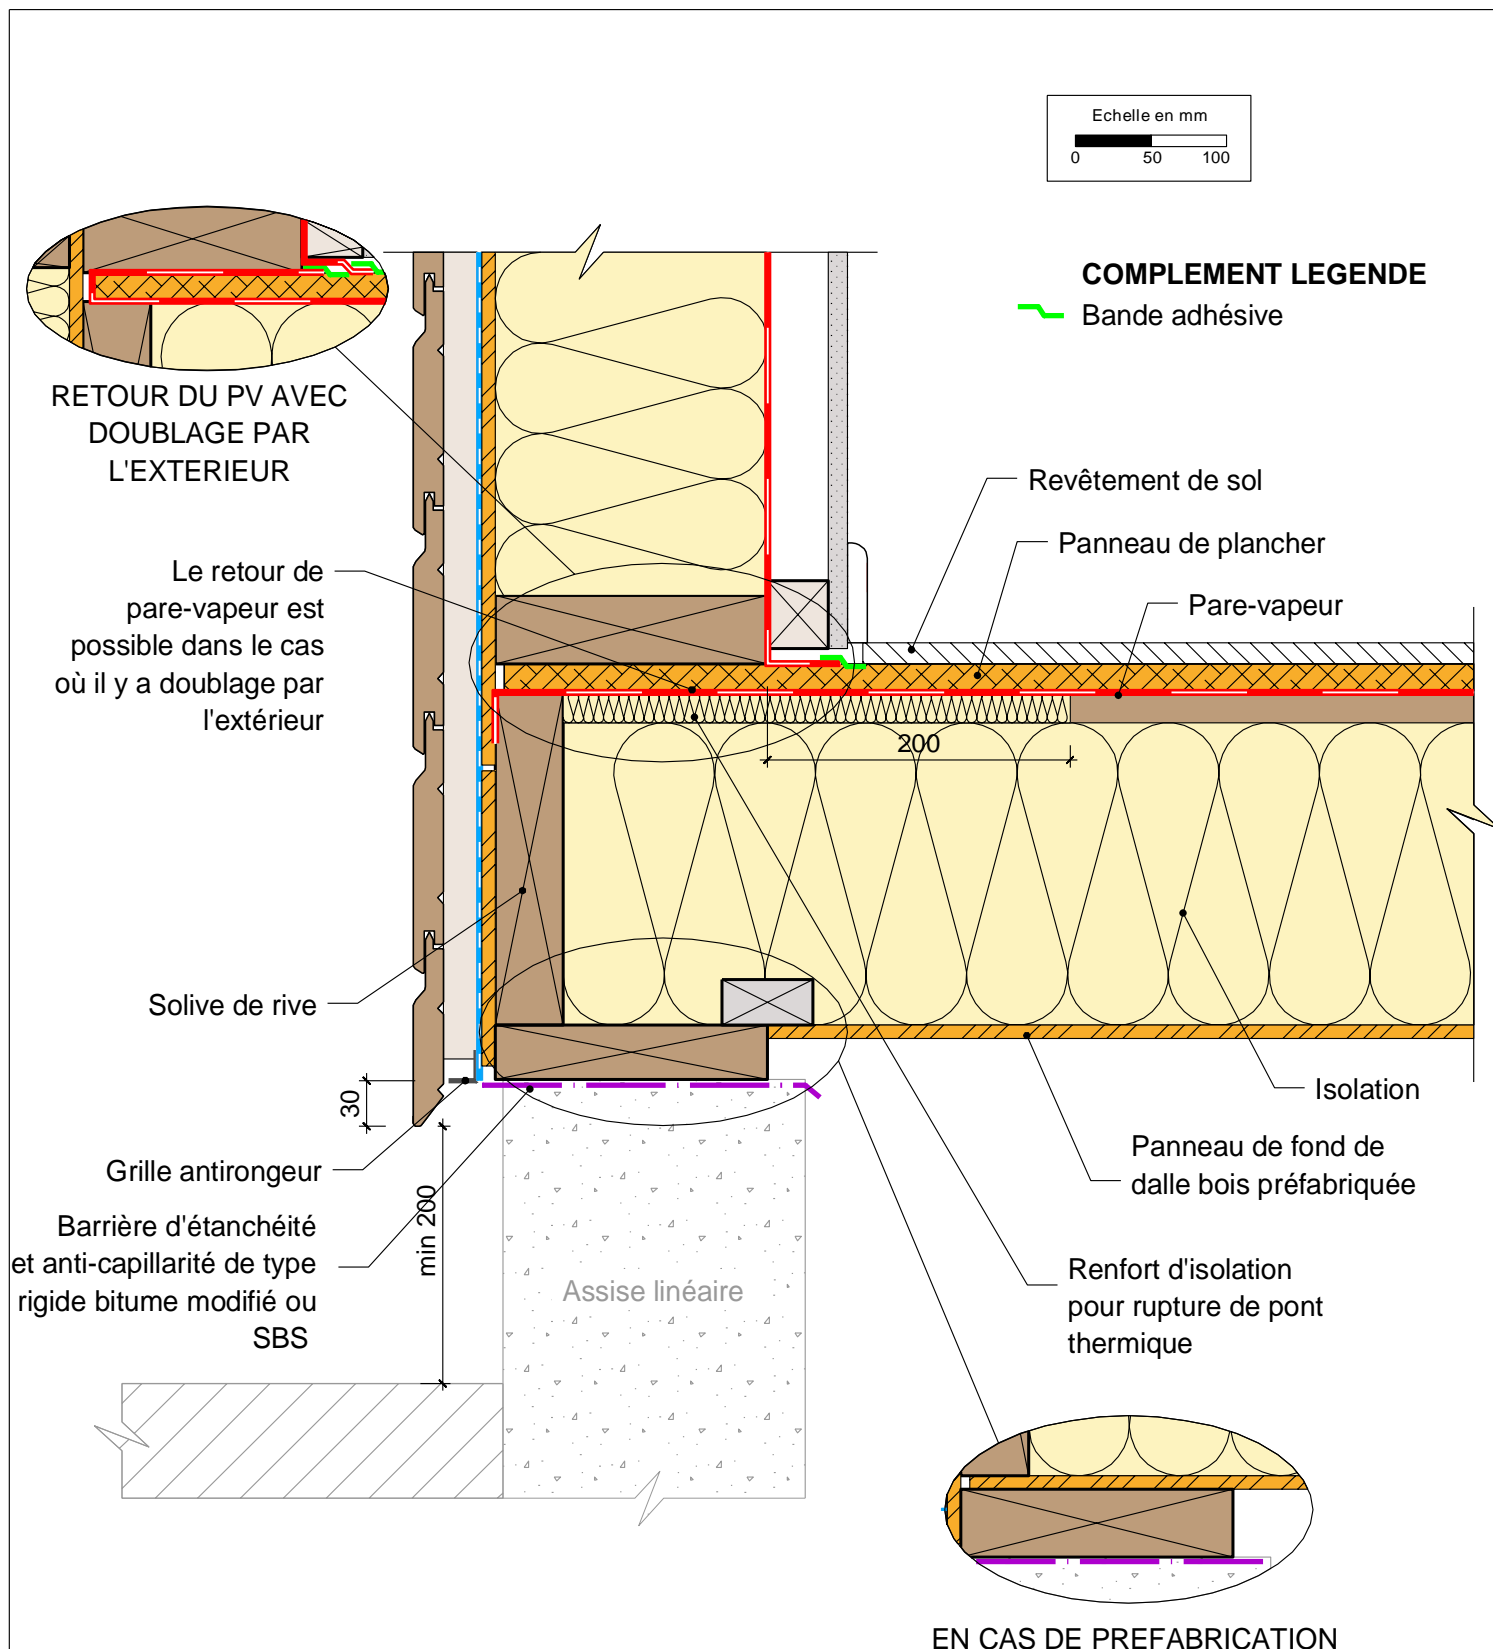 Echelle en mm
0 50 100
COMPLEMENT LEGENDE
Bande adhésive
RETOUR DU PV AVEC
DOUBLAGE PAR
L'EXTERIEUR
Revêtement de sol
Panneau de plancher
Pare-vapeur
Le retour de
pare-vapeur est
possible dans le cas
où il y a doublage par
l'extérieur
200
Solive de rive
30
Isolation
Grille antirongeur
Panneau de fond de
dalle bois préfabriquée
min 200
Barrière d'étanchéité
et anti-capillarité de type
rigide bitume modifié ou
SBS
Assise linéaire
Renfort d'isolation
pour rupture de pont
thermique
EN CAS DE PREFABRICATION